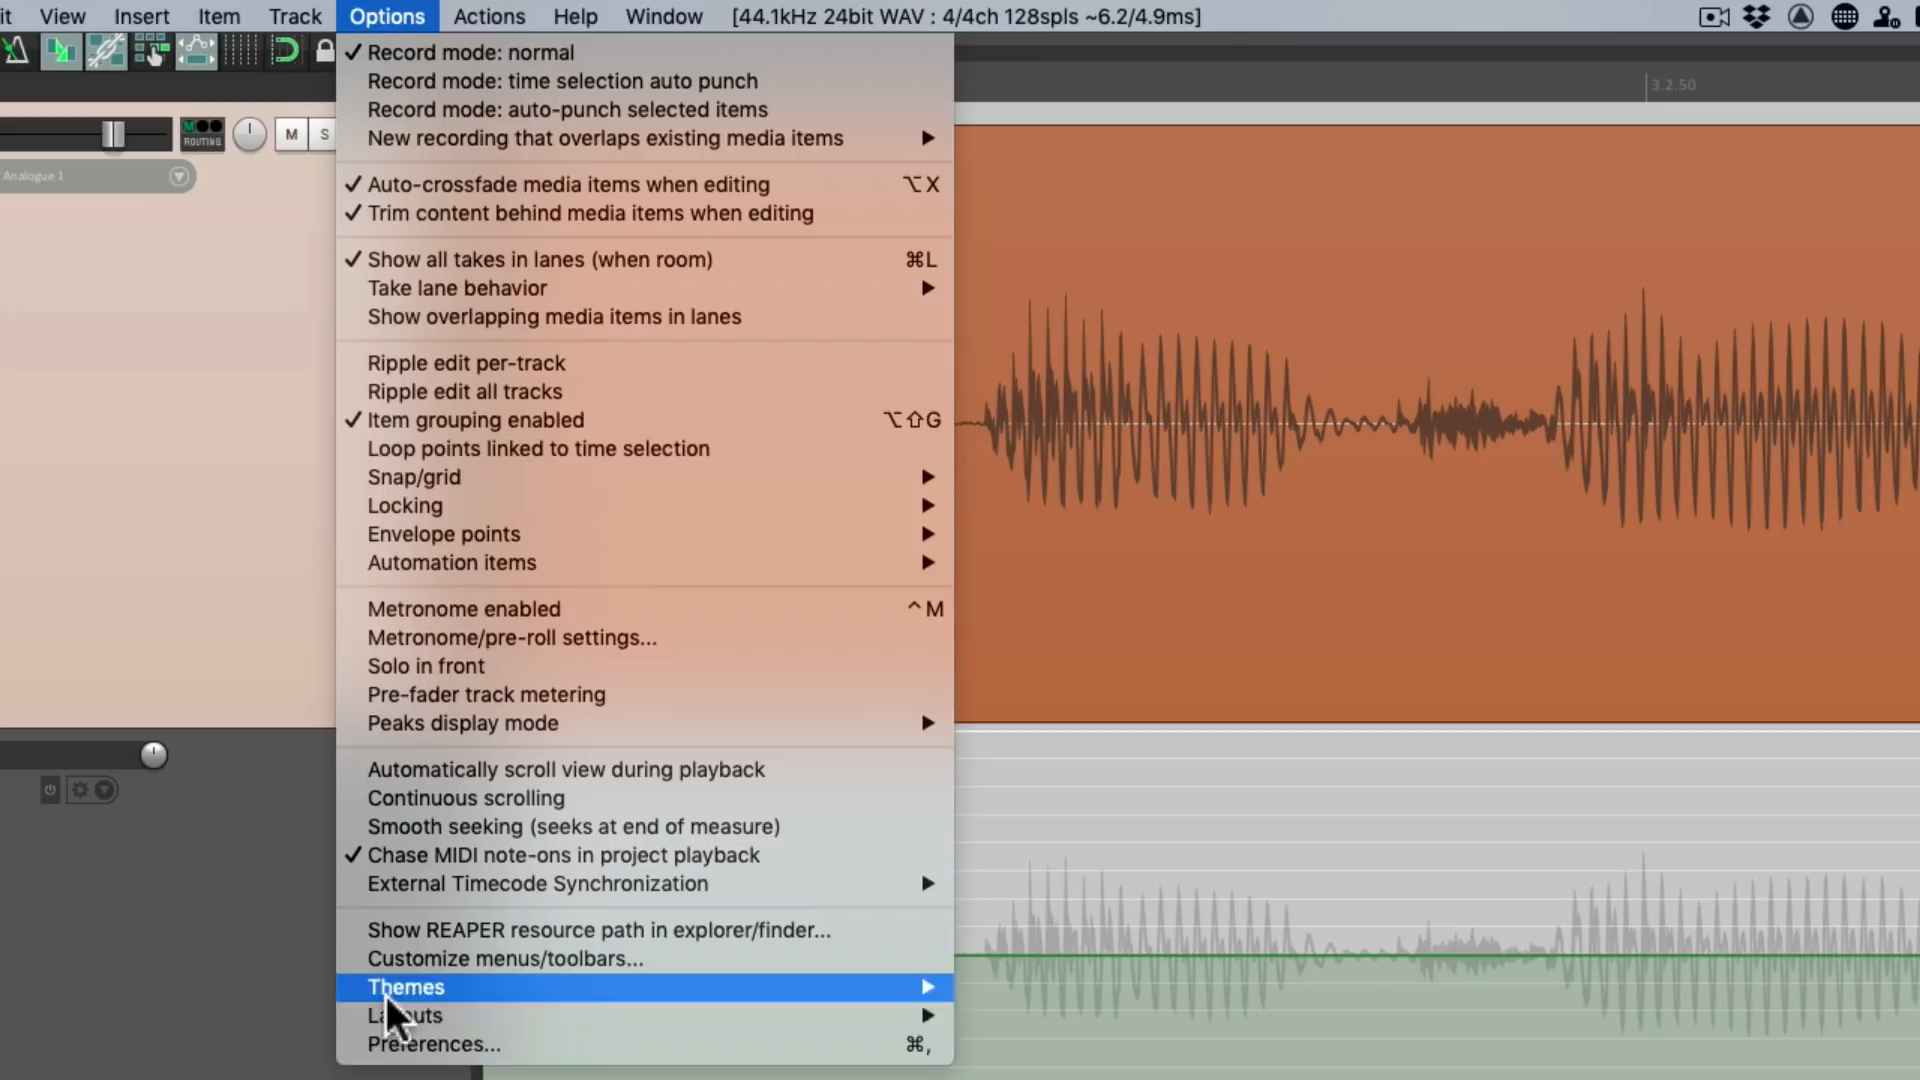 it View Insert Item Track Options Actions Help Window [44.1kHz 24bit WAV : 4/4ch 128spls ~6.2/4.9ms]
✓ Record mode: normal
Record mode: time selection auto punch
3.2.50
Record mode: auto-punch selected items
ROUTING M S
New recording that overlaps existing media items ▶
Analogue 1
✓ Auto-crossfade media items when editing ⌥X
✓ Trim content behind media items when editing
✓ Show all takes in lanes (when room) ⌘L
Take lane behavior ▶
Show overlapping media items in lanes
Ripple edit per-track
Ripple edit all tracks
✓ Item grouping enabled ⌥⇧G
Loop points linked to time selection
Snap/grid ▶
Locking ▶
Envelope points ▶
Automation items ▶
Metronome enabled ^M
Metronome/pre-roll settings...
Solo in front
Pre-fader track metering
Peaks display mode ▶
Automatically scroll view during playback
Continuous scrolling
Smooth seeking (seeks at end of measure)
✓ Chase MIDI note-ons in project playback
External Timecode Synchronization ▶
Show REAPER resource path in explorer/finder...
Customize menus/toolbars...
Themes ▶
Layouts ▶
Preferences... ⌘,